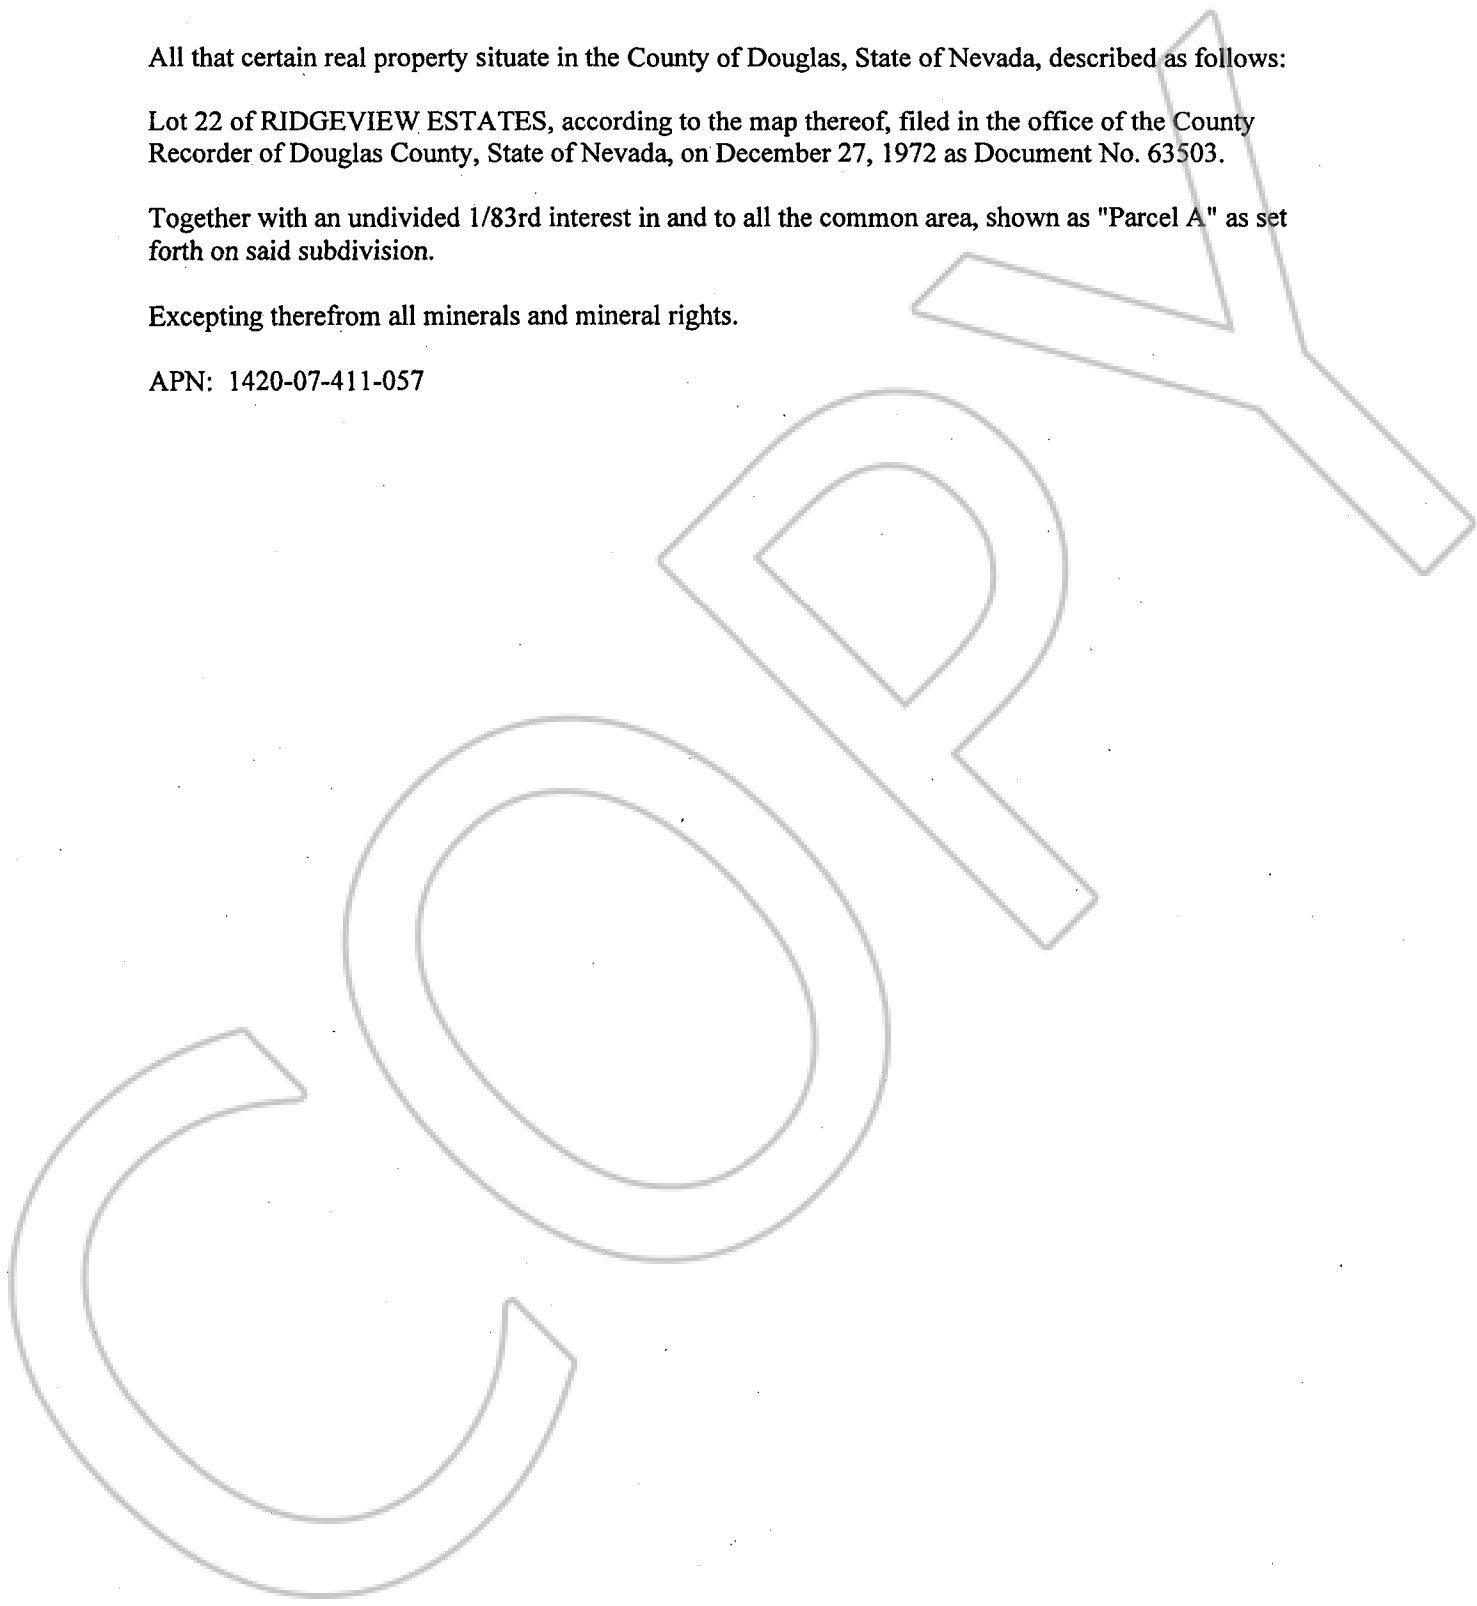 All that certain real property situate in the County of Douglas, State of Nevada, described as follows:
Lot 22 of RIDGEVIEW ESTATES, according to the map thereof, filed in the office of the County
Recorder of Douglas County, State of Nevada, on December 27, 1972 as Document No. 63503.
Together with an undivided 1/83rd interest in and to all the common area, shown as "Parcel A" as set
forth on said subdivision.
Excepting therefrom all minerals and mineral rights.
APN: 1420-07-411-057
COPY